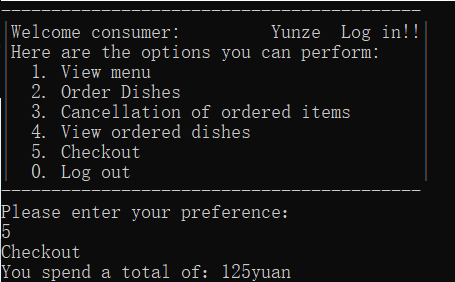 Welcome consumer: Yunze Log in!!
Here are the options you can perform:
1. View menu
2. Order Dishes
3. Cancellation of ordered items
4. View ordered dishes
5. Checkout
0. Log out
Please enter your preference:
5
Checkout
You spend a total of: 125yuan